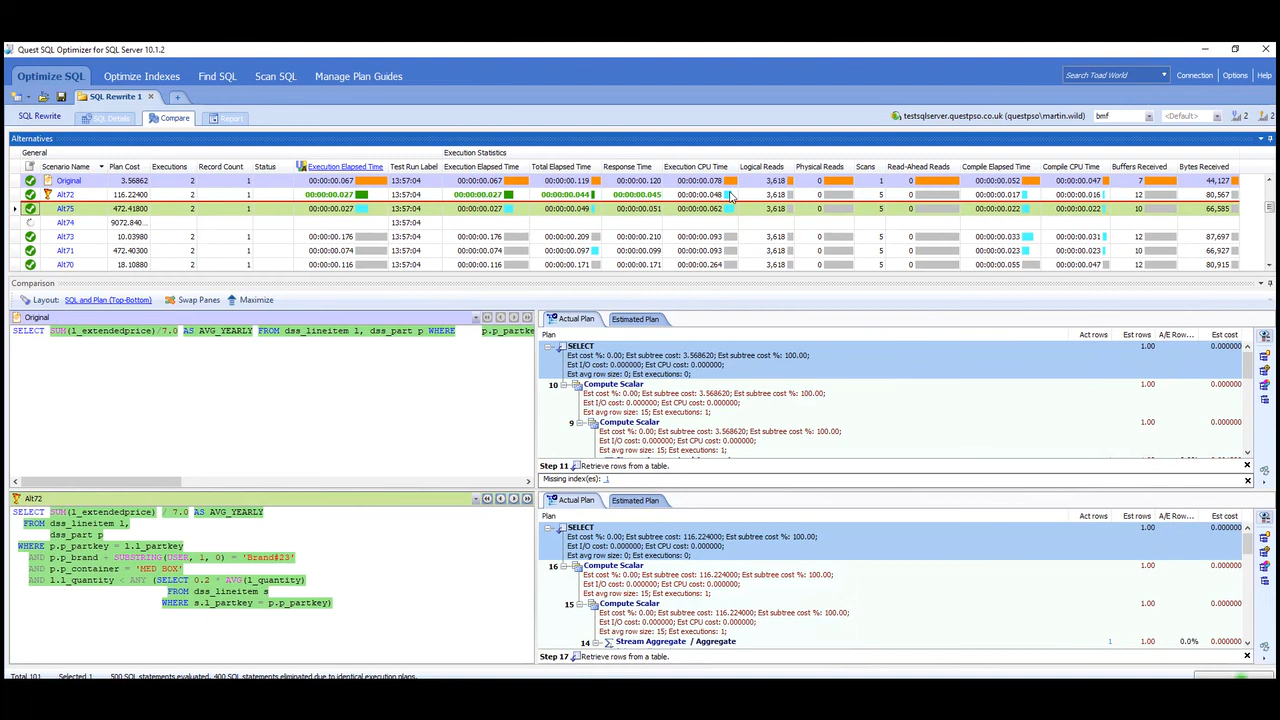 Quest SQL Optimizer for SQL Server 10.1.2
Optimize SQL Optimize Indexes Find SQL Scan SQL Manage Plan Guides Search Toad World Connection Options Help
SQL Rewrite 1
SQL Rewrite SQL Details Compare Report testsqlserver.questpso.co.uk (questpso\martin.wild) bmf <Default> 2 2
Alternatives
General Execution Statistics
Scenario Name Plan Cost Executions Record Count Status Execution Elapsed Time Test Run Label Execution Elapsed Time Total Elapsed Time Response Time Execution CPU Time Logical Reads Physical Reads Scans Read-Ahead Reads Compile Elapsed Time Compile CPU Time Buffers Received Bytes Received
Original 3.56862 2 1 00:00:00.067 13:57:04 00:00:00.067 00:00:00.119 00:00:00.120 00:00:00.078 3,618 0 1 0 00:00:00.052 00:00:00.047 7 44,127
Alt72 116.22400 2 1 00:00:00.027 13:57:04 00:00:00.027 00:00:00.044 00:00:00.045 00:00:00.048 3,618 0 5 0 00:00:00.017 00:00:00.016 12 80,567
Alt75 472.41800 2 1 00:00:00.027 13:57:04 00:00:00.027 00:00:00.049 00:00:00.051 00:00:00.062 3,618 0 5 0 00:00:00.022 00:00:00.022 10 66,585
Alt74 9072.840...
Alt73 10.03980 2 1 00:00:00.176 13:57:04 00:00:00.176 00:00:00.209 00:00:00.210 00:00:00.093 3,618 0 5 0 00:00:00.033 00:00:00.031 12 87,697
Alt71 472.41400 2 1 00:00:00.074 13:57:04 00:00:00.074 00:00:00.097 00:00:00.099 00:00:00.093 3,618 0 5 0 00:00:00.023 00:00:00.016 10 66,927
Alt70 18.10880 2 1 00:00:00.116 13:57:04 00:00:00.116 00:00:00.171 00:00:00.171 00:00:00.264 3,618 0 5 0 00:00:00.055 00:00:00.047 12 80,915
Comparison
Layout: SQL and Plan (Top-Bottom) Swap Panes Maximize
Original
SELECT SUM(l_extendedprice)/7.0 AS AVG_YEARLY FROM dss_lineitem l, dss_part p WHERE p.p_partke
Actual Plan Estimated Plan
Plan Act rows Est rows A/E Row... Est cost
SELECT 1.00 0.000000
Est cost %: 0.00; Est subtree cost: 3.568620; Est subtree cost %: 100.00;
Est I/O cost: 0.000000; Est CPU cost: 0.000000;
Est avg row size: 0; Est executions: 0;
10 Compute Scalar 1.00 0.000000
Est cost %: 0.00; Est subtree cost: 3.568620; Est subtree cost %: 100.00;
Est I/O cost: 0.000000; Est CPU cost: 0.000000;
Est avg row size: 15; Est executions: 1;
9 Compute Scalar 1.00 0.000000
Est cost %: 0.00; Est subtree cost: 3.568620; Est subtree cost %: 100.00;
Est I/O cost: 0.000000; Est CPU cost: 0.000000;
Est avg row size: 15; Est executions: 1;
Step 11 Retrieve rows from a table.
Missing index(es): 1
Alt72
SELECT SUM(l_extendedprice) / 7.0 AS AVG_YEARLY
FROM dss_lineitem l,
dss_part p
WHERE p.p_partkey = l.l_partkey
AND p.p_brand + SUBSTRING(USER, 1, 0) = 'Brand#23'
AND p.p_container = 'MED BOX'
AND l.l_quantity < ANY (SELECT 0.2 * AVG(l_quantity)
FROM dss_lineitem s
WHERE s.l_partkey = p.p_partkey)
Actual Plan Estimated Plan
Plan Act rows Est rows A/E Row... Est cost
SELECT 1.00 0.000000
Est cost %: 0.00; Est subtree cost: 116.224000; Est subtree cost %: 100.00;
Est I/O cost: 0.000000; Est CPU cost: 0.000000;
Est avg row size: 0; Est executions: 0;
16 Compute Scalar 1.00 0.000000
Est cost %: 0.00; Est subtree cost: 116.224000; Est subtree cost %: 100.00;
Est I/O cost: 0.000000; Est CPU cost: 0.000000;
Est avg row size: 15; Est executions: 1;
15 Compute Scalar 1.00 0.000000
Est cost %: 0.00; Est subtree cost: 116.224000; Est subtree cost %: 100.00;
Est I/O cost: 0.000000; Est CPU cost: 0.000000;
Est avg row size: 15; Est executions: 1;
14 Stream Aggregate / Aggregate 1 1.00 0.0% 0.000000
Step 17 Retrieve rows from a table.
Total 101 Selected 1 500 SQL statements evaluated, 400 SQL statements eliminated due to identical execution plans